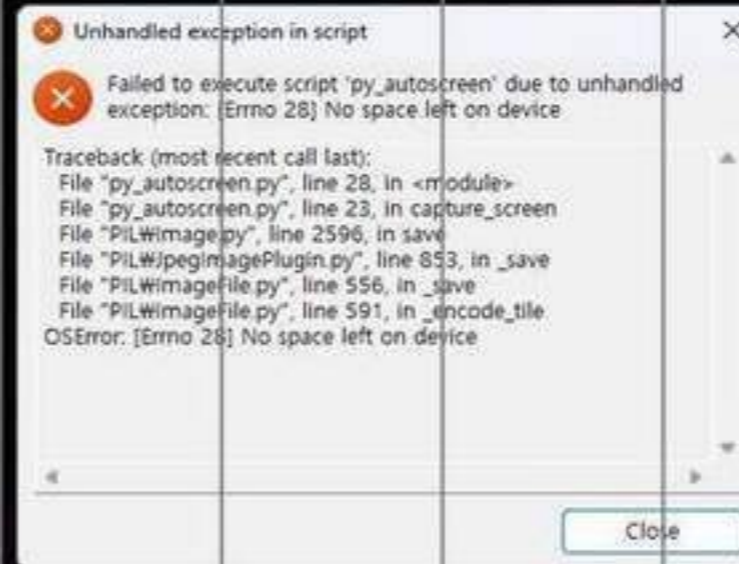 Unhandled exception in script
Failed to execute script 'py_autoscreen' due to unhandled
exception: [Errno 28] No space left on device
Traceback (most recent call last):
File "py_autoscreen.py", line 28, in <module>
File "py_autoscreen.py", line 23, in capture_screen
File "PIL₩Image.py", line 2596, in save
File "PIL₩JpegImagePlugin.py", line 853, in _save
File "PIL₩ImageFile.py", line 556, in _save
File "PIL₩ImageFile.py", line 591, in _encode_tile
OSError: [Errno 28] No space left on device
Close